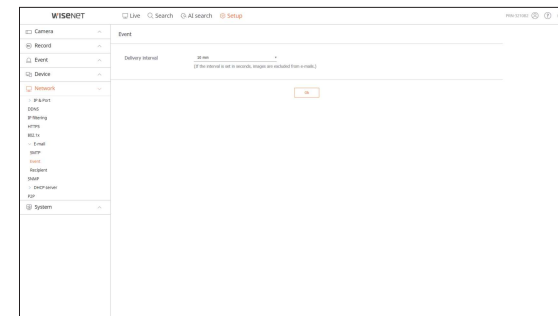 WISENET
Live Search AI search Setup
Camera
Record
Event
Device
Network
IP & Port
DDNS
IP filtering
HTTPS
802.1x
E-mail
SMTP
Event
Recipient
SNMP
DHCP server
P2P
System
Event
Delivery interval
10 min
(If the interval is set in seconds, images are excluded from e-mails.)
Ok